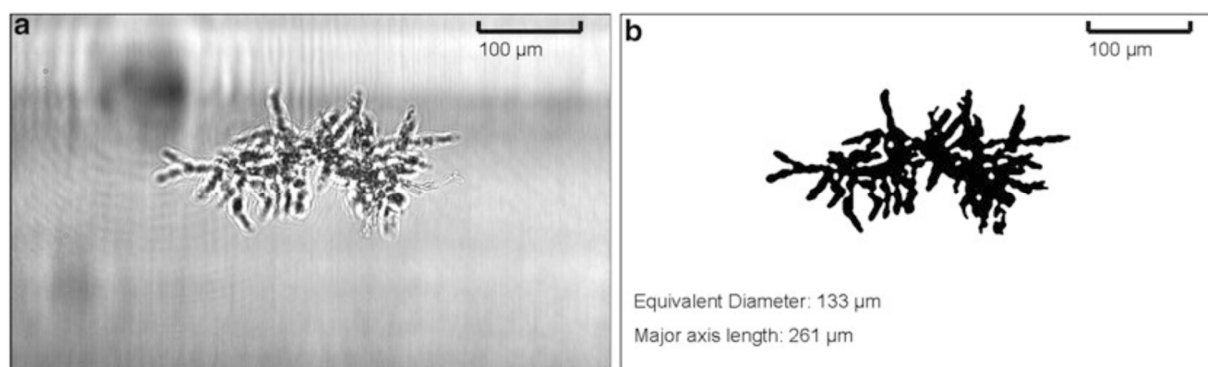 a
100 µm
b
100 µm
Equivalent Diameter: 133 µm
Major axis length: 261 µm